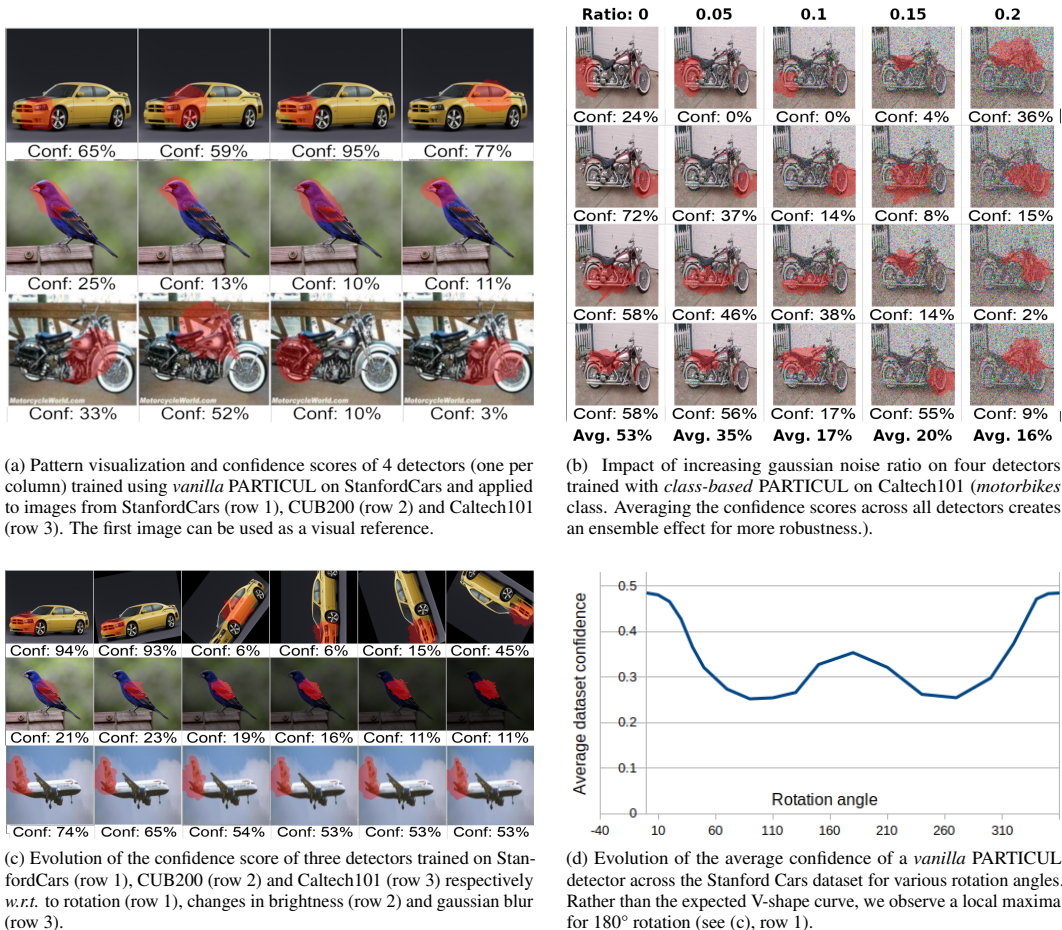 Conf: 65% Conf: 59% Conf: 95% Conf: 77%
Conf: 25% Conf: 13% Conf: 10% Conf: 11%
MotorcycleWorld.com MotorcycleWorld.com MotorcycleWorld.com MotorcycleWorld.com
Conf: 33% Conf: 52% Conf: 10% Conf: 3%
(a) Pattern visualization and confidence scores of 4 detectors (one per
column) trained using vanilla PARTICUL on StanfordCars and applied
to images from StanfordCars (row 1), CUB200 (row 2) and Caltech101
(row 3). The first image can be used as a visual reference.
Ratio: 0 0.05 0.1 0.15 0.2
Conf: 24% Conf: 0% Conf: 0% Conf: 4% Conf: 36%
Conf: 72% Conf: 37% Conf: 14% Conf: 8% Conf: 15%
Conf: 58% Conf: 46% Conf: 38% Conf: 14% Conf: 2%
Conf: 58% Conf: 56% Conf: 17% Conf: 55% Conf: 9%
Avg. 53% Avg. 35% Avg. 17% Avg. 20% Avg. 16%
(b) Impact of increasing gaussian noise ratio on four detectors
trained with class-based PARTICUL on Caltech101 (motorbikes
class. Averaging the confidence scores across all detectors creates
an ensemble effect for more robustness.).
94% 93% Conf: 6% Conf: 6% Conf: 15% Conf: 45%
Conf: 21% Conf: 23% Conf: 19% Conf: 16% Conf: 11% Conf: 11%
Conf: 74% Conf: 65% Conf: 54% Conf: 53% Conf: 53% Conf: 53%
(c) Evolution of the confidence score of three detectors trained on Stan-
fordCars (row 1), CUB200 (row 2) and Caltech101 (row 3) respectively
w.r.t. to rotation (row 1), changes in brightness (row 2) and gaussian blur
(row 3).
Average dataset confidence
0.5
0.4
0.3
0.2
0.1
0
Rotation angle
-40 10 60 110 160 210 260 310
(d) Evolution of the average confidence of a vanilla PARTICUL
detector across the Stanford Cars dataset for various rotation angles.
Rather than the expected V-shape curve, we observe a local maxima
for 180° rotation (see (c), row 1).